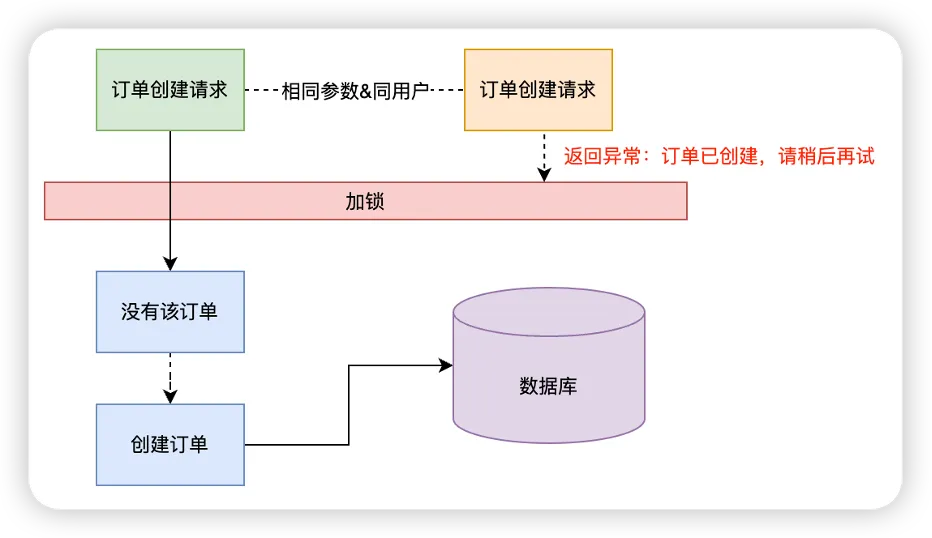 订单创建请求
相同参数&同用户
订单创建请求
返回异常：订单已创建，请稍后再试
加锁
没有该订单
数据库
创建订单